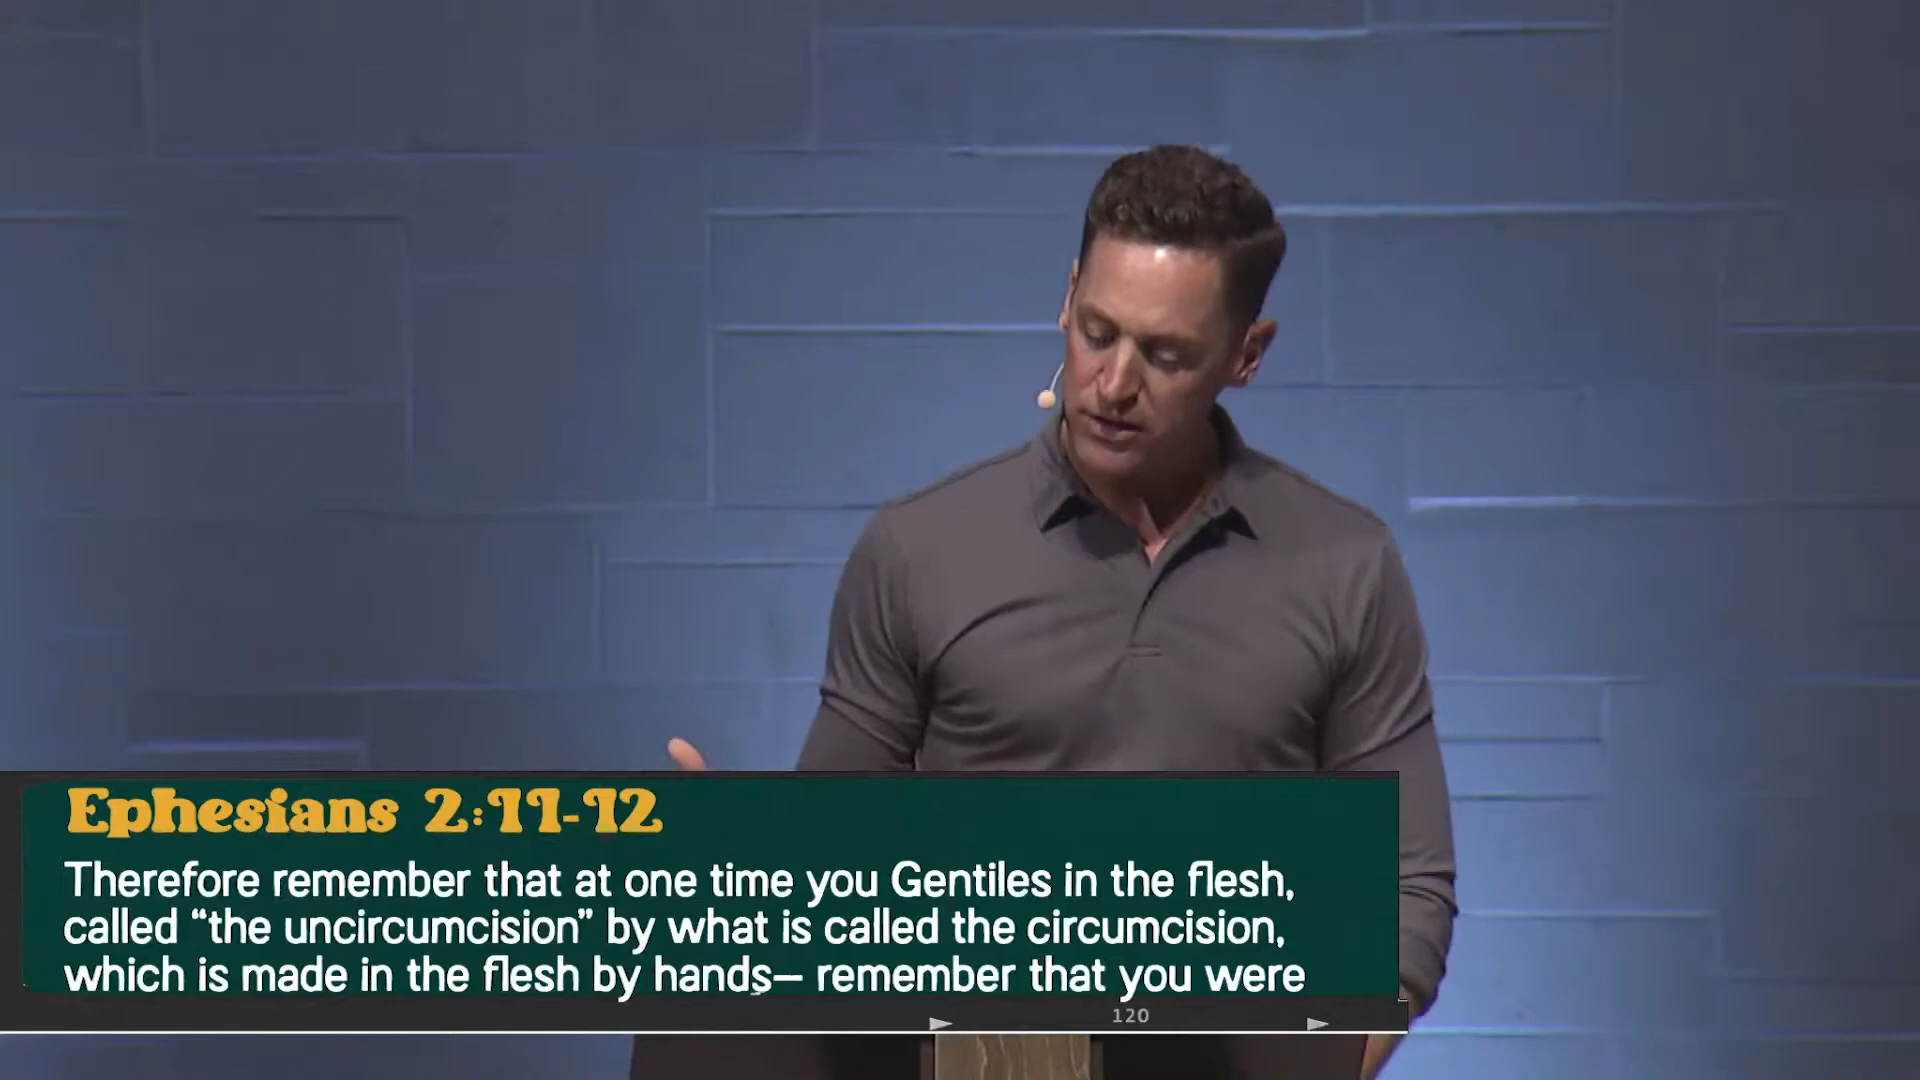 Ephesians 2:11-12
Therefore remember that at one time you Gentiles in the flesh,
called “the uncircumcision” by what is called the circumcision,
which is made in the flesh by hands— remember that you were
120